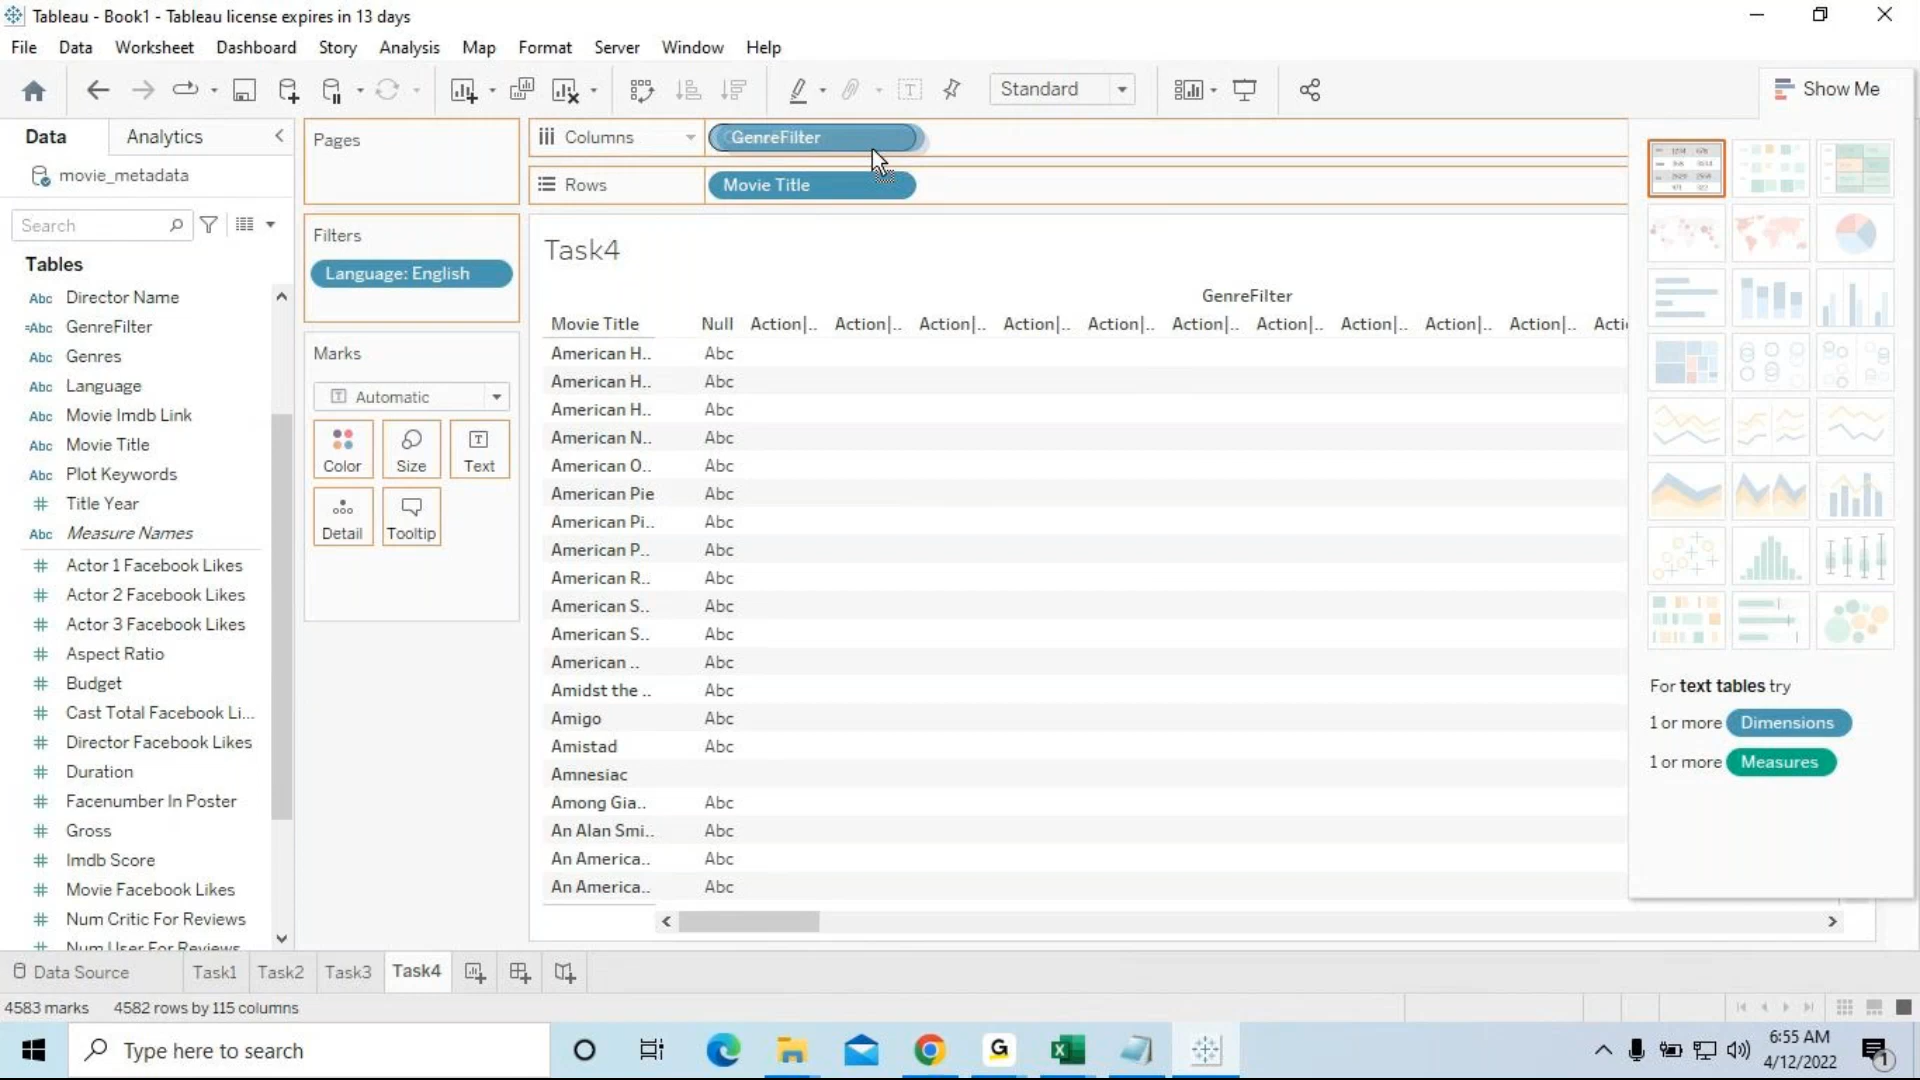 Tableau - Book1 - Tableau license expires in 13 days
File Data Worksheet Dashboard Story Analysis Map Format Server Window Help
Standard
Show Me
Data Analytics
movie_metadata
Search
Tables
Abc Director Name
=Abc GenreFilter
Abc Genres
Abc Language
Abc Movie Imdb Link
Abc Movie Title
Abc Plot Keywords
# Title Year
Abc Measure Names
# Actor 1 Facebook Likes
# Actor 2 Facebook Likes
# Actor 3 Facebook Likes
# Aspect Ratio
# Budget
# Cast Total Facebook Li...
# Director Facebook Likes
# Duration
# Facenumber In Poster
# Gross
# Imdb Score
# Movie Facebook Likes
# Num Critic For Reviews
# Num User For Reviews
Pages
Filters
Language: English
Marks
Automatic
Color Size Text
Detail Tooltip
Columns GenreFilter
Rows Movie Title
Task4
GenreFilter
Movie Title Null Action|.. Action|.. Action|.. Action|.. Action|.. Action|.. Action|.. Action|.. Action|.. Action|.. Acti
American H.. Abc
American H.. Abc
American H.. Abc
American N.. Abc
American O.. Abc
American Pie Abc
American Pi.. Abc
American P.. Abc
American R.. Abc
American S.. Abc
American S.. Abc
American .. Abc
Amidst the .. Abc
Amigo Abc
Amistad Abc
Amnesiac
Among Gia.. Abc
An Alan Smi.. Abc
An America.. Abc
An America.. Abc
For text tables try
1 or more Dimensions
1 or more Measures
Data Source Task1 Task2 Task3 Task4
4583 marks 4582 rows by 115 columns
Type here to search
6:55 AM
4/12/2022
1